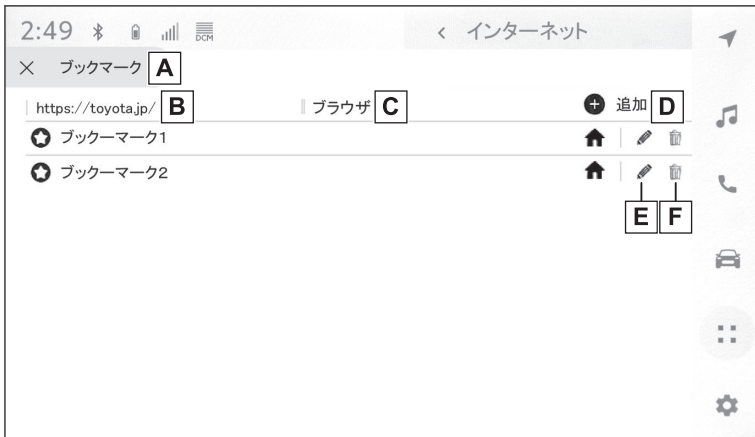 2:49 DCM < インターネット
× ブックマーク A
https://toyota.jp/ B ブラウザ C 追加 D
ブックーマーク1
ブックーマーク2
E F